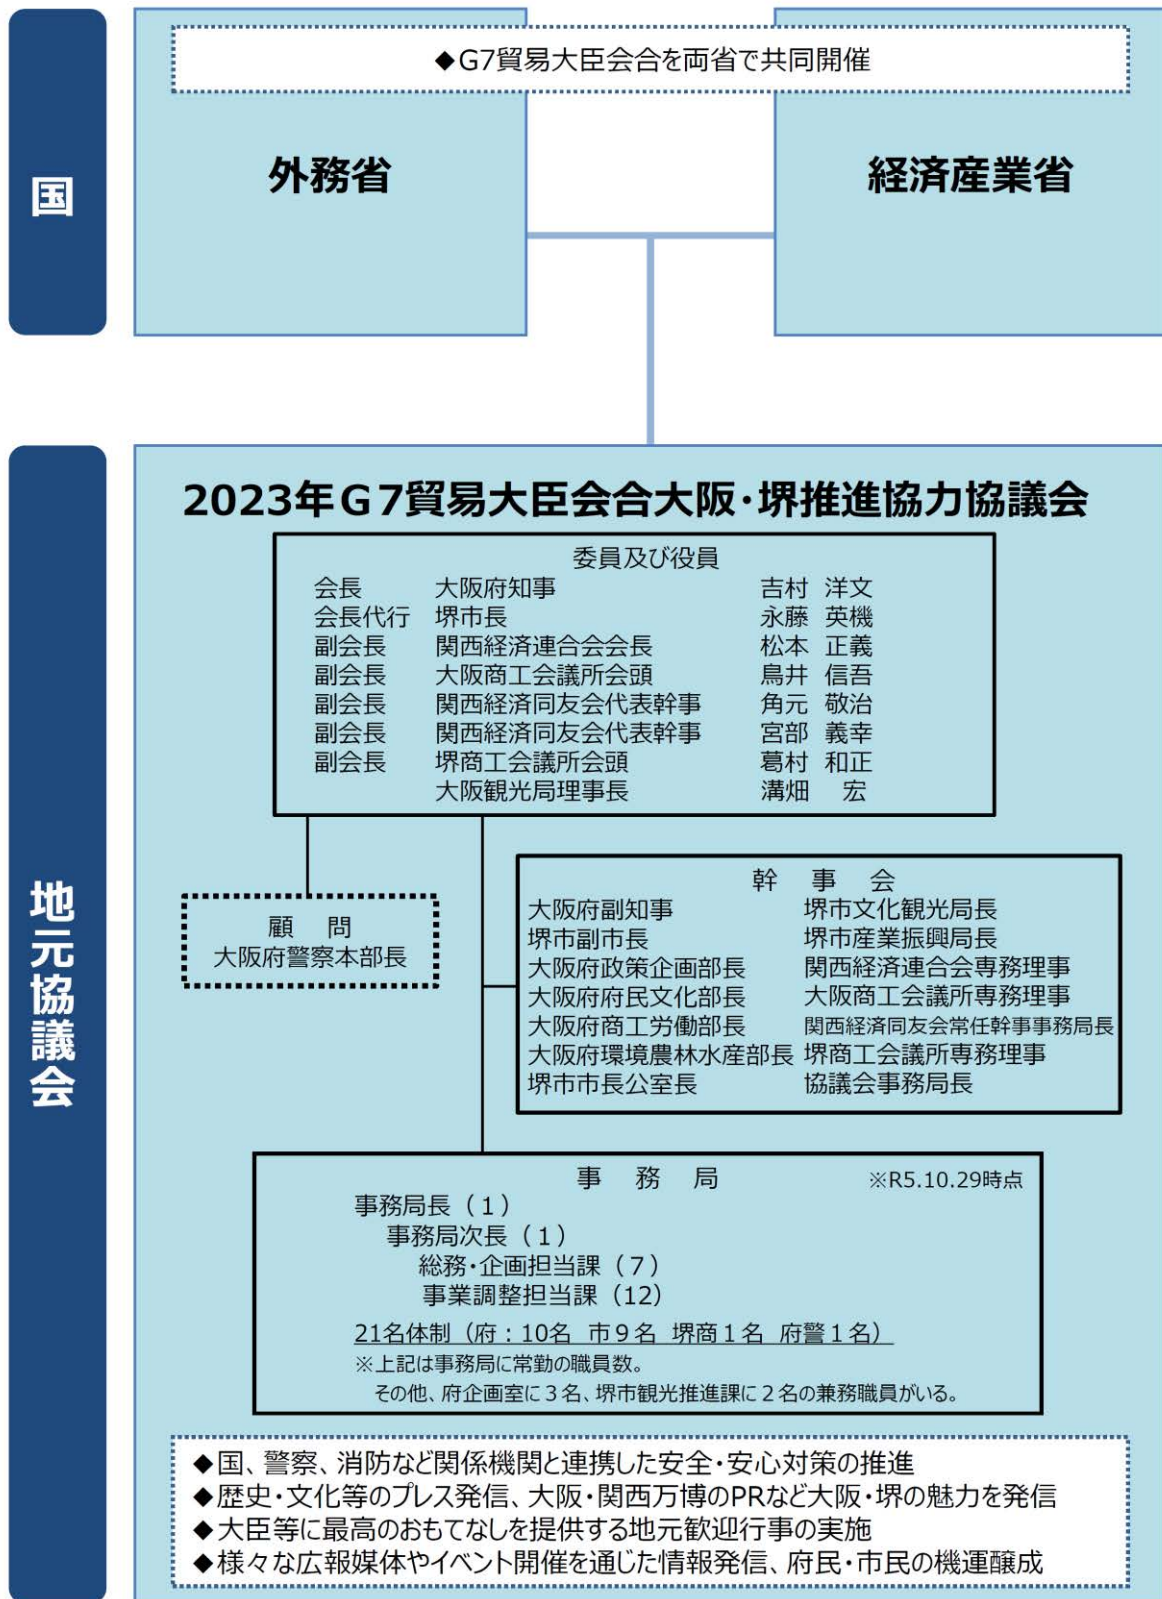 国
◆G7貿易大臣会合を両省で共同開催
外務省
経済産業省
地元協議会
2023年G7貿易大臣会合大阪・堺推進協力協議会
委員及び役員
会長 大阪府知事 吉村 洋文
会長代行 堺市長 永藤 英機
副会長 関西経済連合会会長 松本 正義
副会長 大阪商工会議所会頭 鳥井 信吾
副会長 関西経済同友会代表幹事 角元 敬治
副会長 関西経済同友会代表幹事 宮部 義幸
副会長 堺商工会議所会頭 葛村 和正
大阪観光局理事長 溝畑 宏
顧 問
大阪府警察本部長
幹 事 会
大阪府副知事 堺市文化観光局長
堺市副市長 堺市産業振興局長
大阪府政策企画部長 関西経済連合会専務理事
大阪府府民文化部長 大阪商工会議所専務理事
大阪府商工労働部長 関西経済同友会常任幹事事務局長
大阪府環境農林水産部長 堺商工会議所専務理事
堺市市長公室長 協議会事務局長
事 務 局 ※R5.10.29時点
事務局長（1）
事務局次長（1）
総務・企画担当課（7）
事業調整担当課（12）
21名体制（府：10名 市9名 堺商1名 府警1名）
※上記は事務局に常勤の職員数。
その他、府企画室に3名、堺市観光推進課に2名の兼務職員がいる。
◆国、警察、消防など関係機関と連携した安全・安心対策の推進
◆歴史・文化等のプレス発信、大阪・関西万博のPRなど大阪・堺の魅力を発信
◆大臣等に最高のおもてなしを提供する地元歓迎行事の実施
◆様々な広報媒体やイベント開催を通じた情報発信、府民・市民の機運醸成